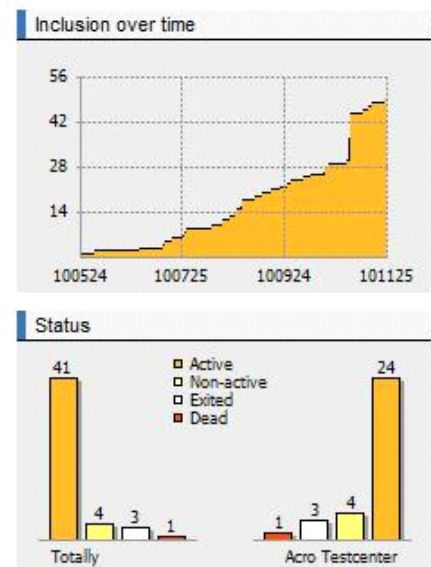 Inclusion over time
56
42
28
14
100524 100725 100924 101125
Status
41 Active 24
Non-active
Exited
Dead
4 3 1 1 3 4
Totally Acro Testcenter